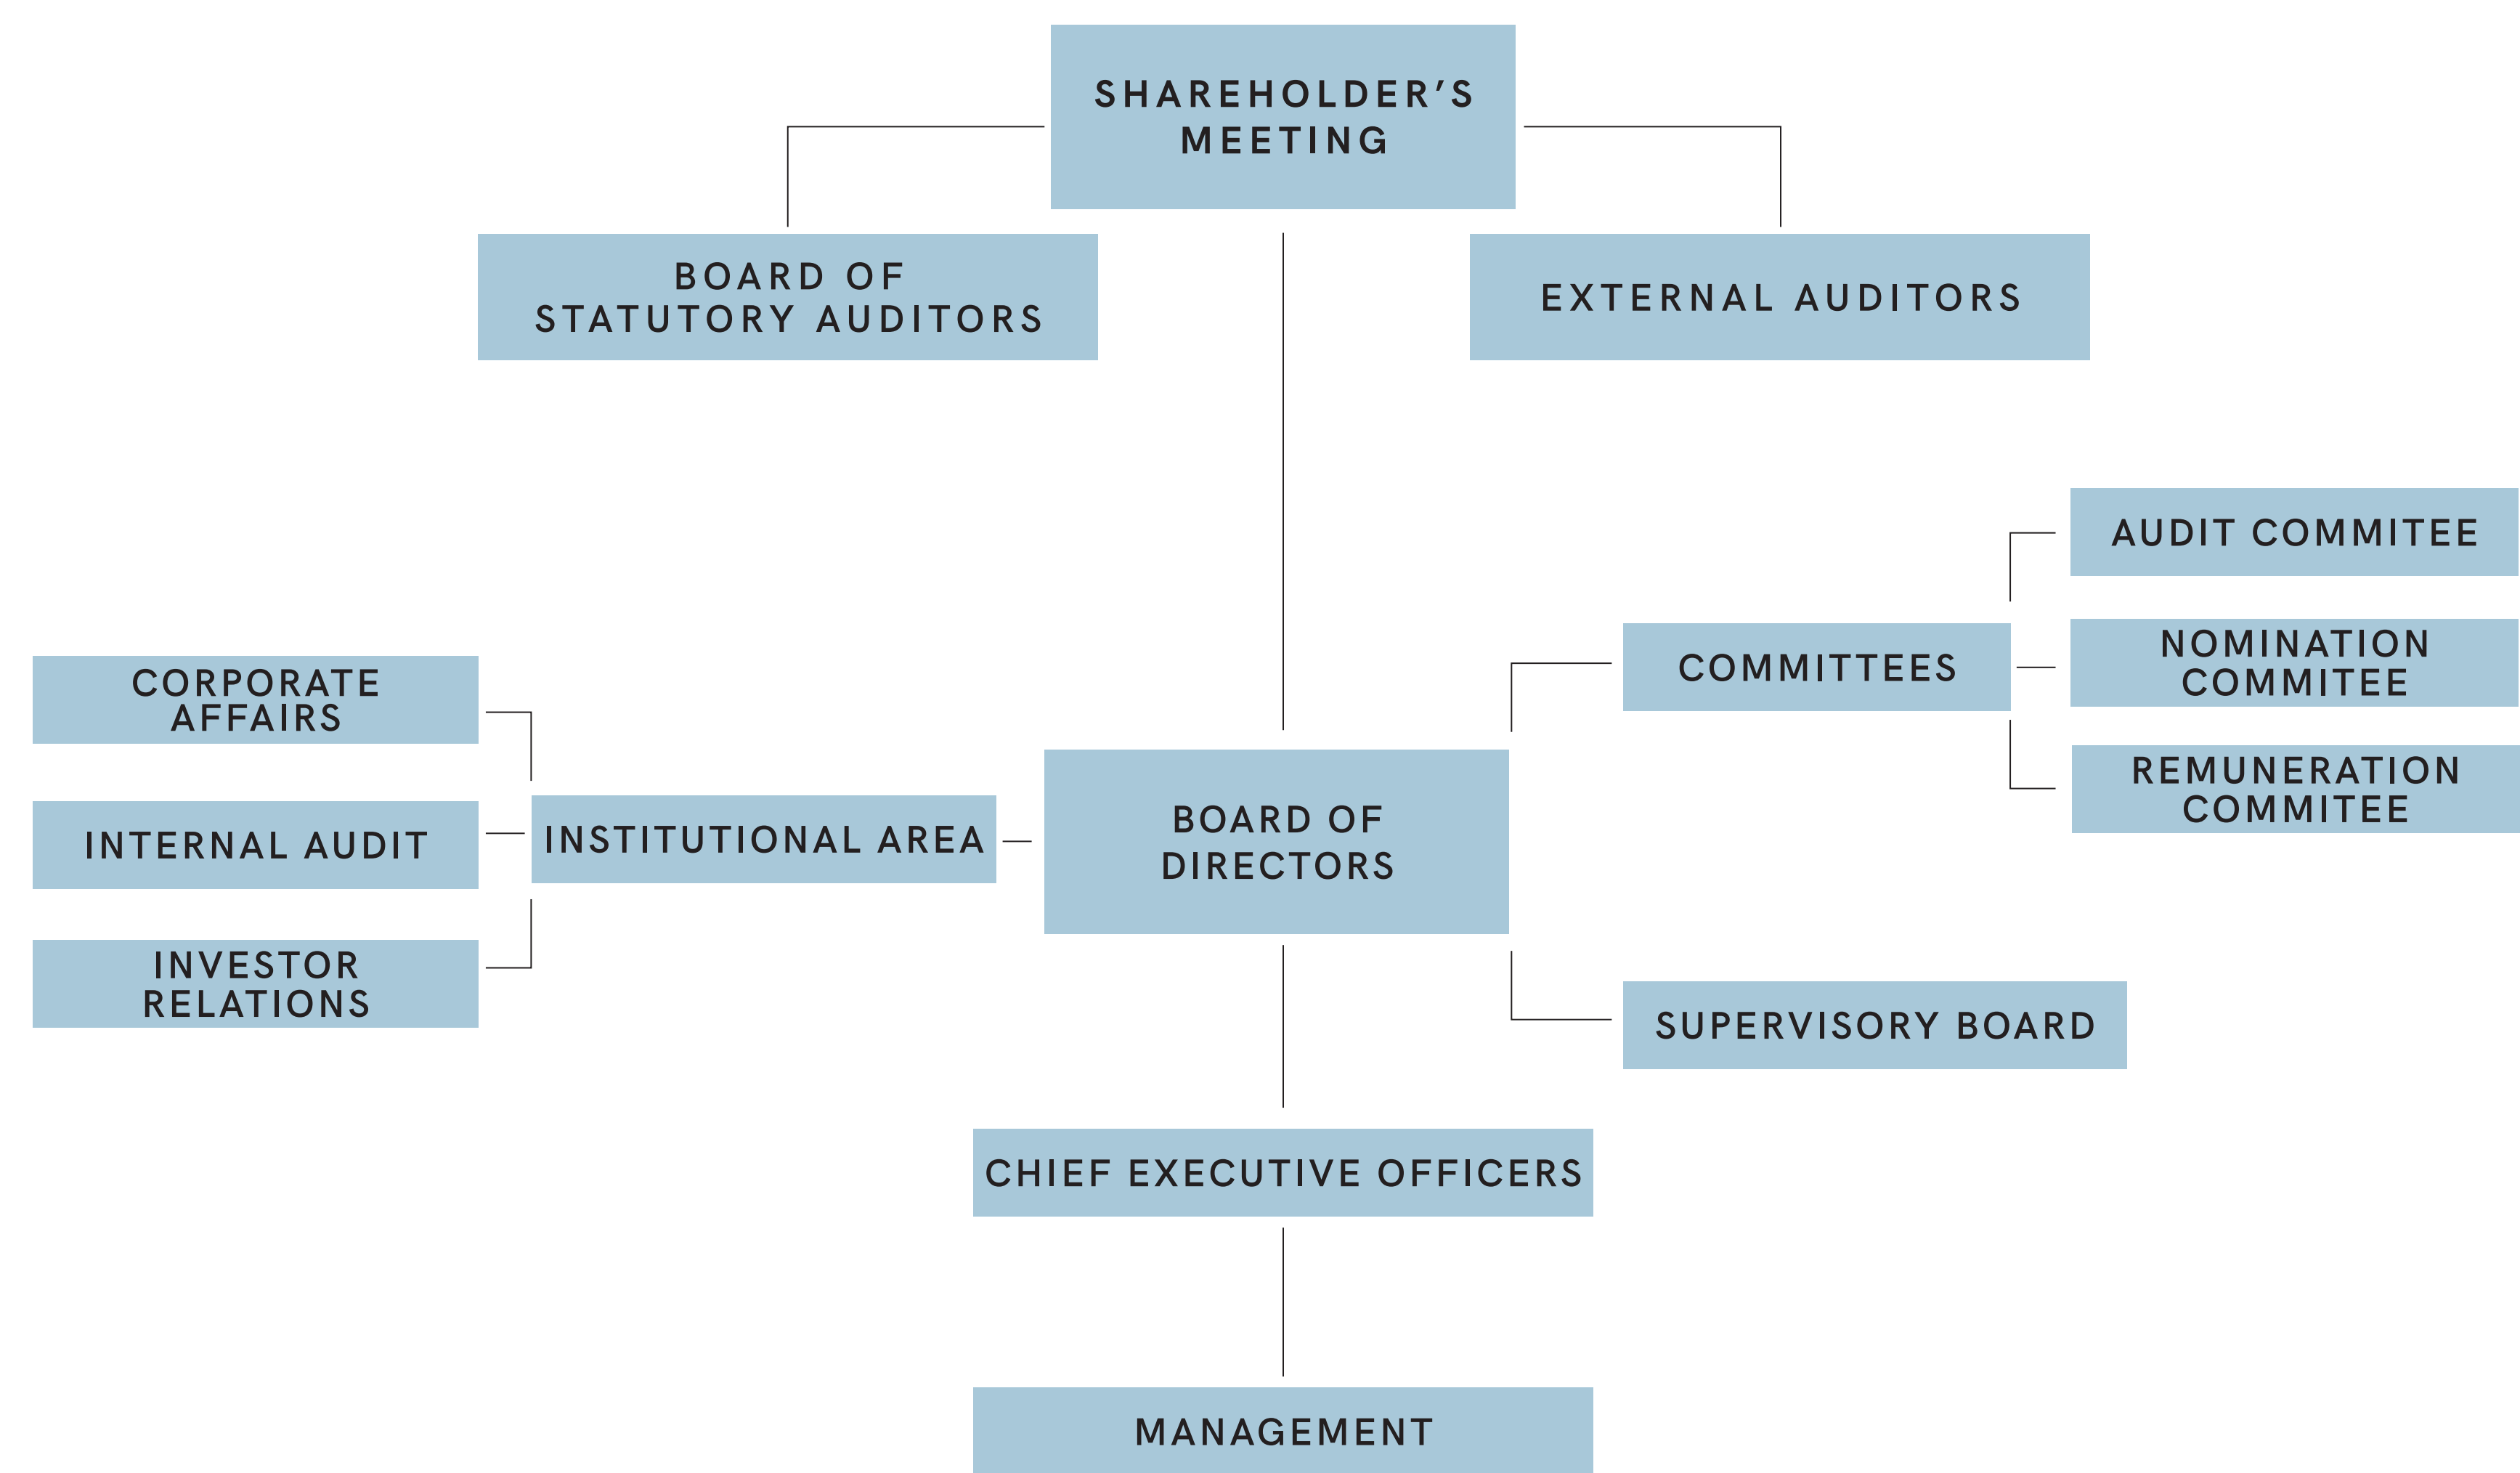 SHAREHOLDER’S
MEETING
BOARD OF
STATUTORY AUDITORS
EXTERNAL AUDITORS
AUDIT COMMITEE
COMMITTEES
NOMINATION
COMMITEE
REMUNERATION
COMMITEE
CORPORATE
AFFAIRS
INTERNAL AUDIT
INVESTOR
RELATIONS
INSTITUTIONAL AREA
BOARD OF
DIRECTORS
SUPERVISORY BOARD
CHIEF EXECUTIVE OFFICERS
MANAGEMENT